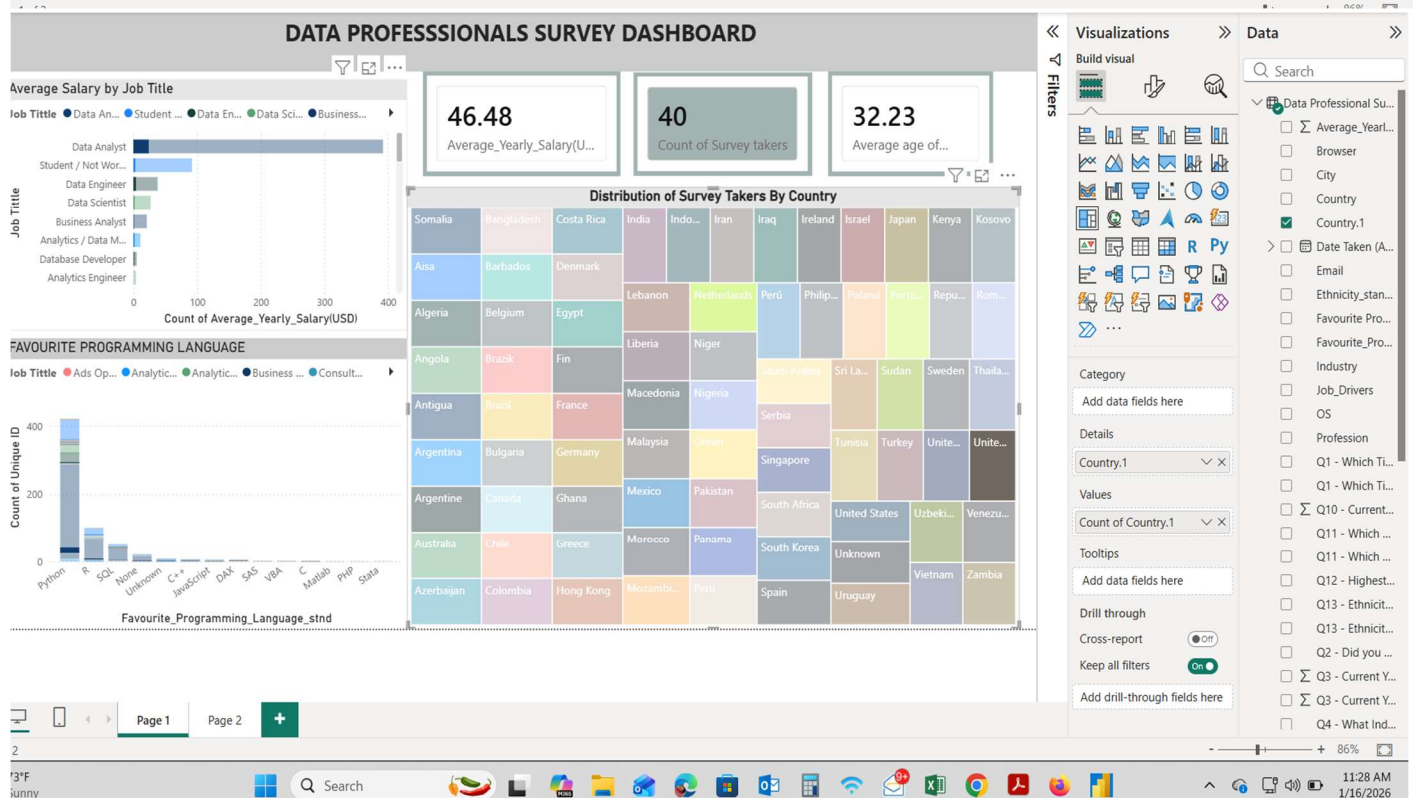 86%
DATA PROFESSSIONALS SURVEY DASHBOARD
Average Salary by Job Title
Job Tittle Data An... Student ... Data En... Data Sci... Business...
Job Tittle
Data Analyst
Student / Not Wor...
Data Engineer
Data Scientist
Business Analyst
Analytics / Data M...
Database Developer
Analytics Engineer
0 100 200 300 400
Count of Average_Yearly_Salary(USD)
46.48
Average_Yearly_Salary(U...
40
Count of Survey takers
32.23
Average age of...
FAVOURITE PROGRAMMING LANGUAGE
Job Tittle Ads Op... Analytic... Analytic... Business ... Consult...
Count of Unique ID
400
200
0
Python R SQL None Unknown C++ JavaScript DAX SAS VBA C Matlab PHP Stata
Favourite_Programming_Language_stnd
Distribution of Survey Takers By Country
Somalia
Aisa
Algeria
Angola
Antigua
Argentina
Argentine
Australia
Azerbaijan
Bangladesh
Barbados
Belgium
Brazik
Brazil
Bulgaria
Canada
Chile
Colombia
Costa Rica
Denmark
Egypt
Fin
France
Germany
Ghana
Greece
Hong Kong
India
Indo...
Iran
Iraq
Ireland
Israel
Japan
Kenya
Kosovo
Lebanon
Liberia
Macedonia
Malaysia
Mexico
Morocco
Mozambi...
Netherlands
Niger
Nigeria
Oman
Pakistan
Panama
Peru
Perú
Philip...
Poland
Portu...
Repu...
Rom...
Saudi Arabia
Serbia
Singapore
South Africa
South Korea
Spain
Sri La...
Sudan
Sweden
Thaila...
Tunisia
Turkey
Unite...
Unite...
United States
Unknown
Uruguay
Uzbeki...
Venezu...
Vietnam
Zambia
Filters
Visualizations
Build visual
R
Py
Category
Add data fields here
Details
Country.1
Values
Count of Country.1
Tooltips
Add data fields here
Drill through
Cross-report Off
Keep all filters On
Add drill-through fields here
Data
Search
Data Professional Su...
Average_Yearl...
Browser
City
Country
Country.1
Date Taken (A...
Email
Ethnicity_stan...
Favourite Pro...
Favourite_Pro...
Industry
Job_Drivers
OS
Profession
Q1 - Which Ti...
Q1 - Which Ti...
Q10 - Current...
Q11 - Which ...
Q11 - Which ...
Q12 - Highest...
Q13 - Ethnicit...
Q13 - Ethnicit...
Q2 - Did you ...
Q3 - Current Y...
Q3 - Current Y...
Q4 - What Ind...
Page 1
Page 2
2
- + 86%
73°F
Sunny
Search
M365
9+
11:28 AM
1/16/2026